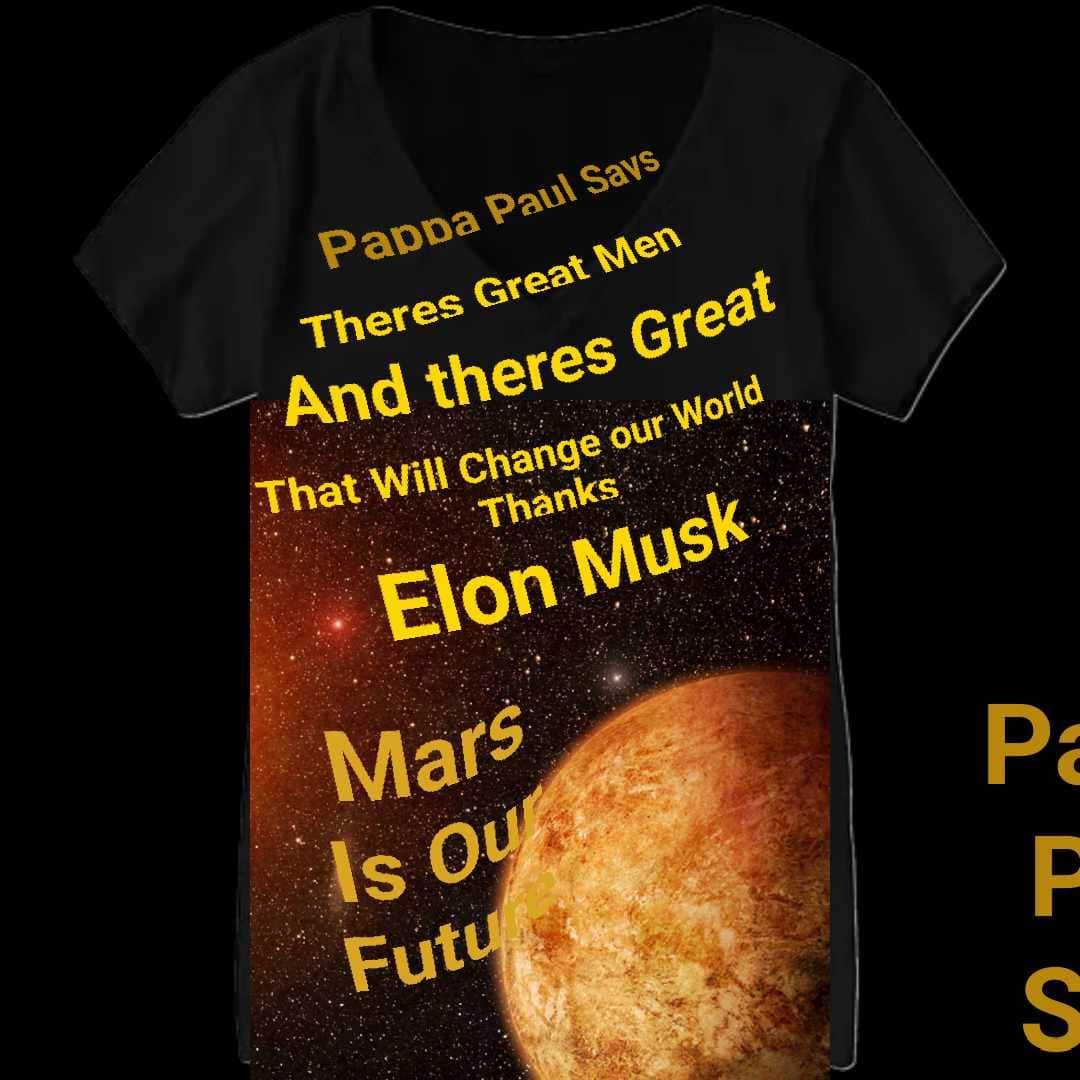 Pappa Paul Says
Theres Great Men
And theres Great
That Will Change our World
Thanks
Elon Musk
Mars
Is Our
Future
Pa
P
S